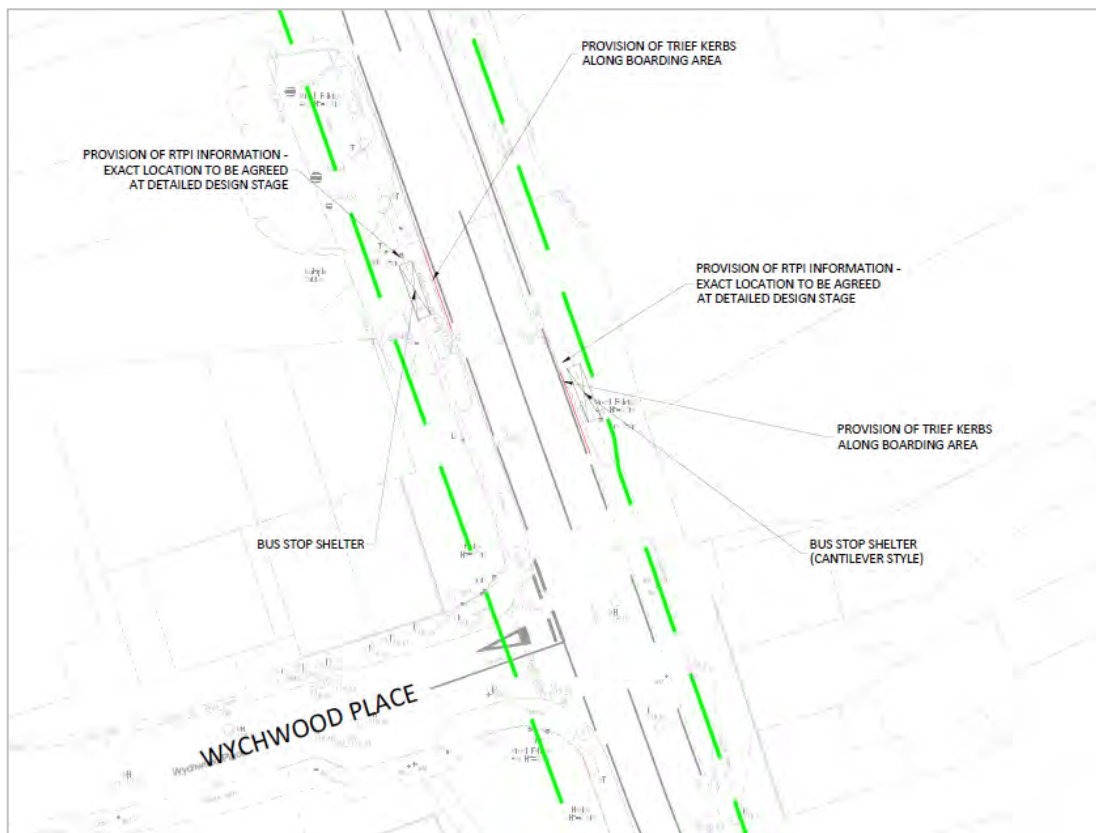 PROVISION OF TRIEF KERBS
ALONG BOARDING AREA
PROVISION OF RTPI INFORMATION -
EXACT LOCATION TO BE AGREED
AT DETAILED DESIGN STAGE
PROVISION OF RTPI INFORMATION -
EXACT LOCATION TO BE AGREED
AT DETAILED DESIGN STAGE
PROVISION OF TRIEF KERBS
ALONG BOARDING AREA
BUS STOP SHELTER
BUS STOP SHELTER
(CANTILEVER STYLE)
WYCHWOOD PLACE
Wychwood Place